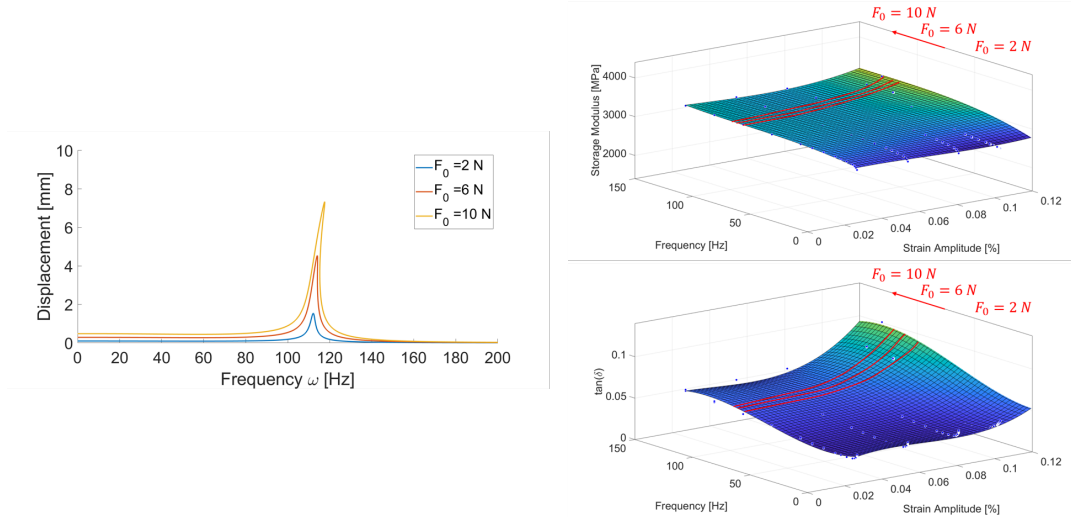 10
8
6
4
2
0
Displacement [mm]
0 20 40 60 80 100 120 140 160 180 200
Frequency ω [Hz]
F0 =2 N
F0 =6 N
F0 =10 N
F0 = 10 N
F0 = 6 N
F0 = 2 N
4000
3000
2000
Storage Modulus [MPa]
150
100
50
0
Frequency [Hz]
0 0.02 0.04 0.06 0.08 0.1 0.12
Strain Amplitude [%]
F0 = 10 N
F0 = 6 N
F0 = 2 N
0.1
0.05
0
tan(δ)
150
100
50
0
Frequency [Hz]
0 0.02 0.04 0.06 0.08 0.1 0.12
Strain Amplitude [%]